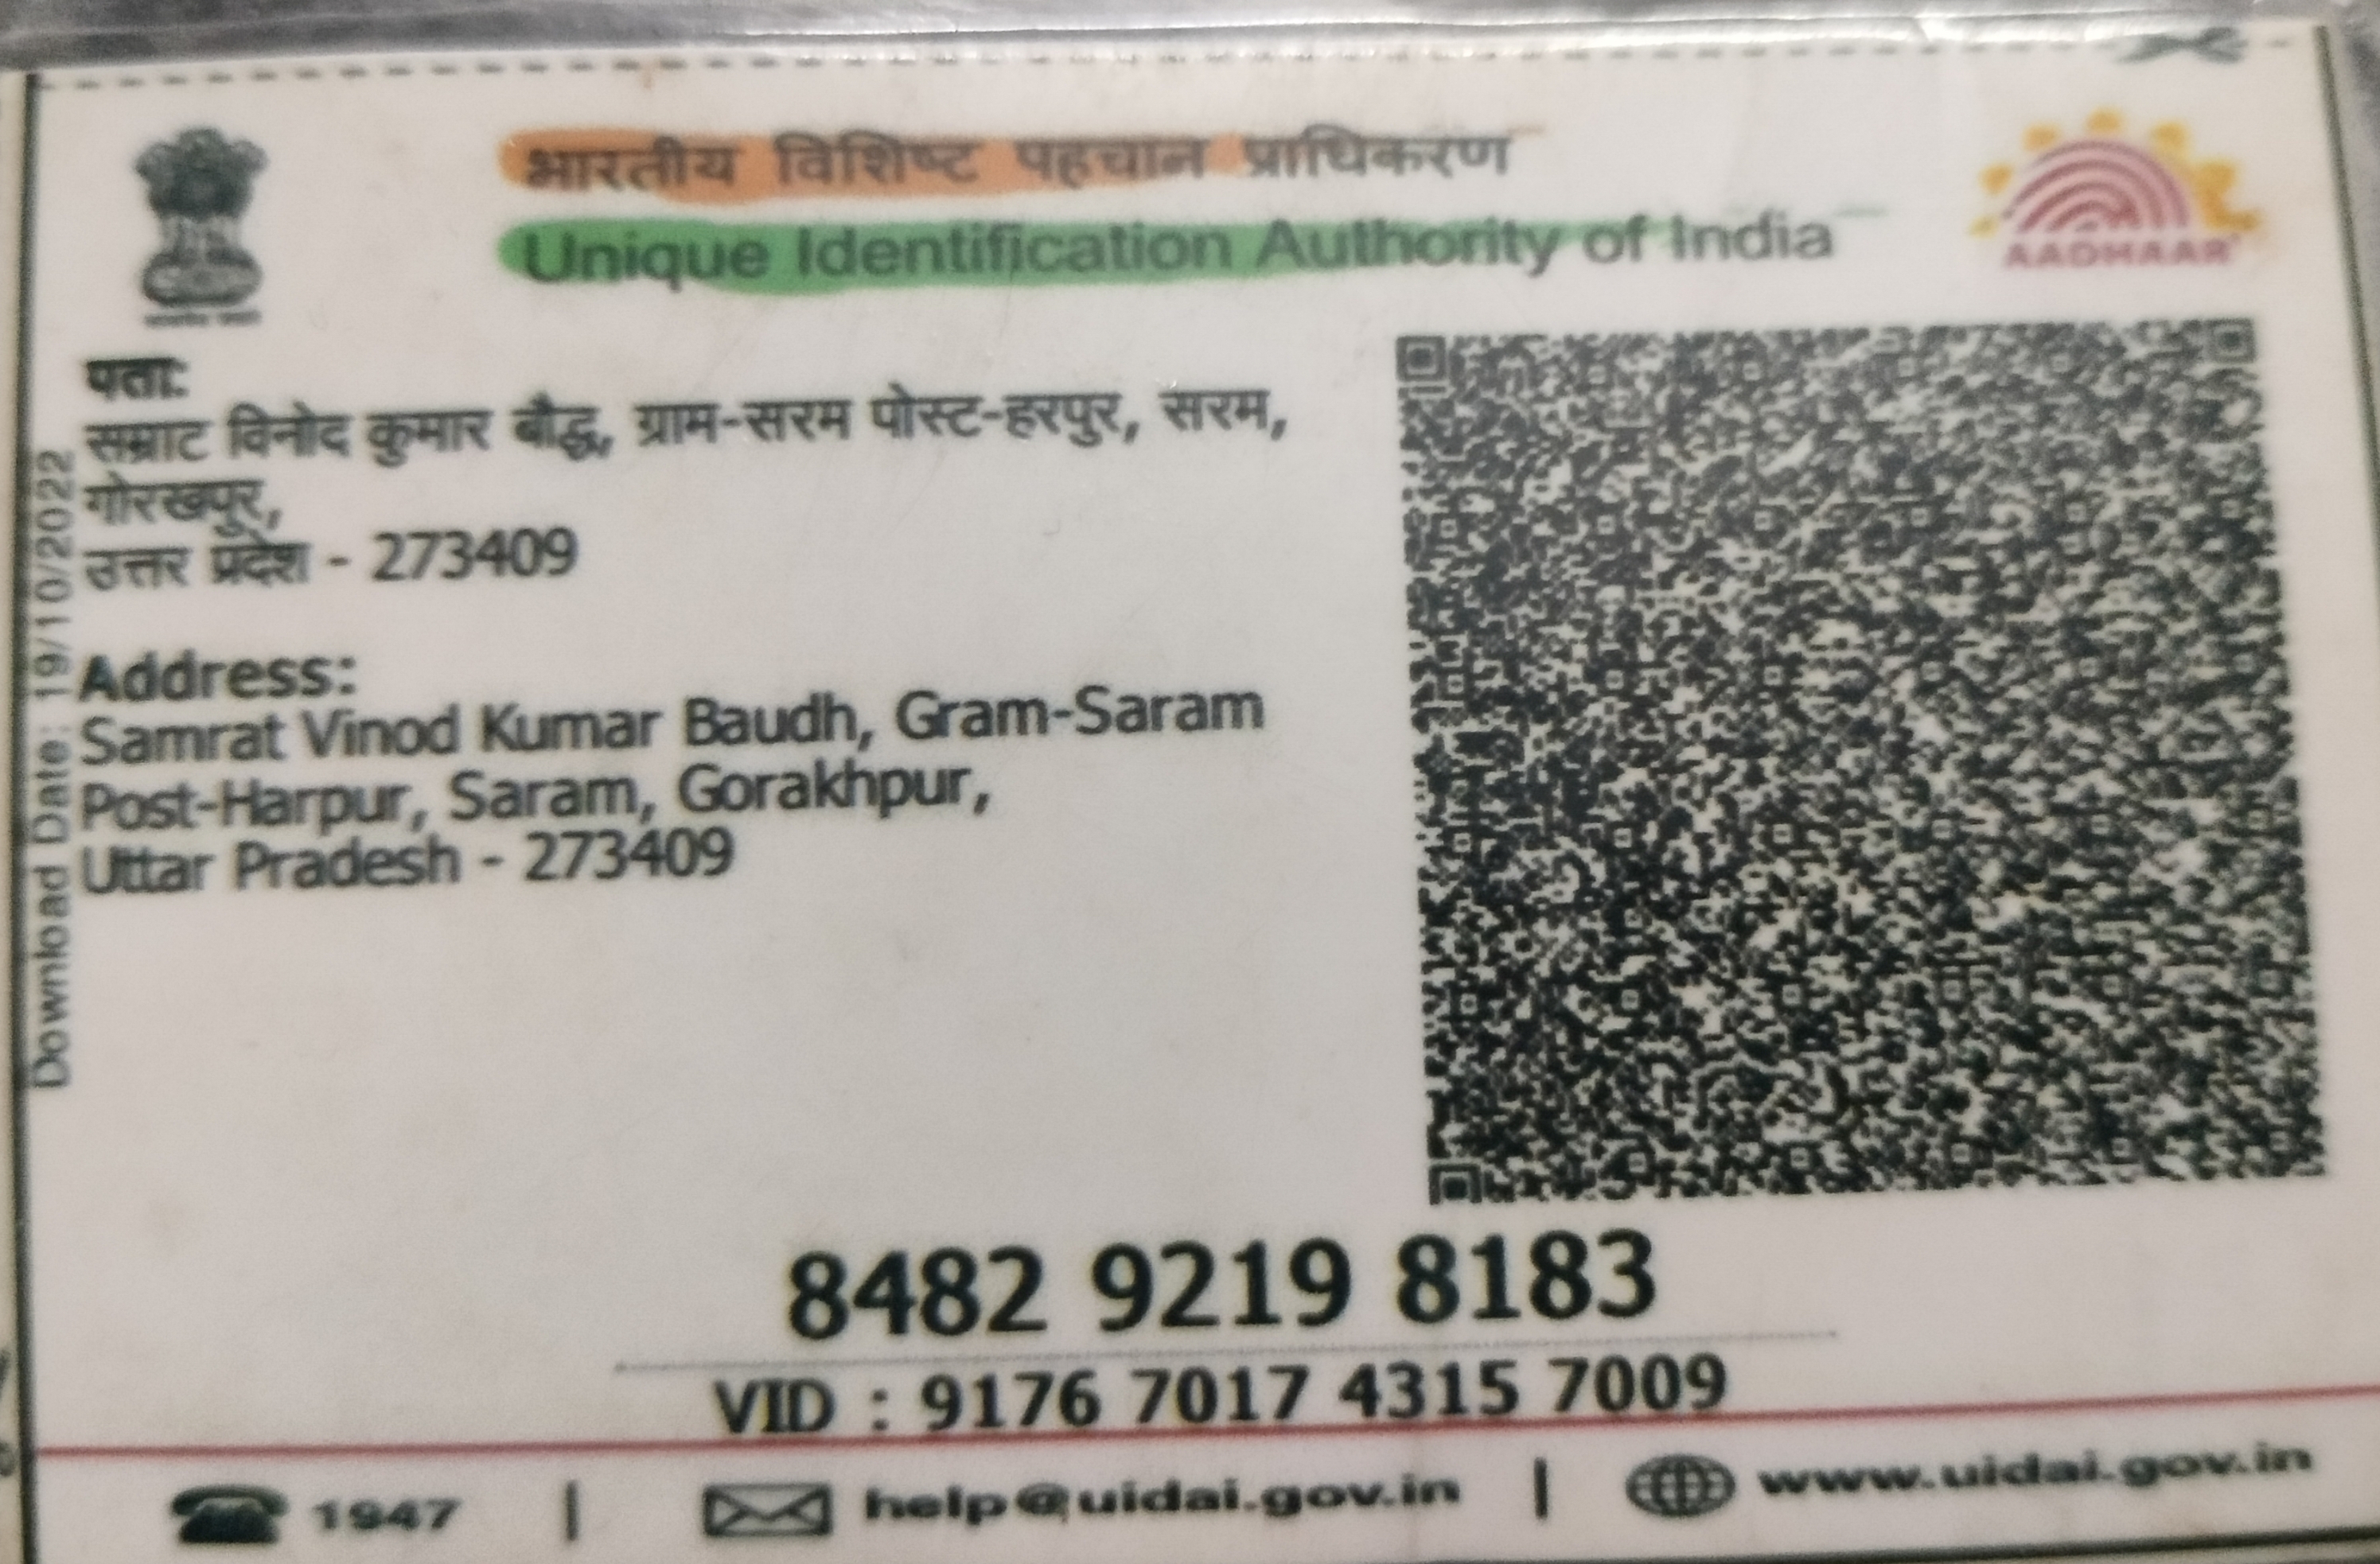 भारतीय विशिष्ट पहचान प्राधिकरण
Unique Identification Authority of India
AADHAAR
पता:
सम्राट विनोद कुमार बौद्ध, ग्राम-सरम पोस्ट-हरपुर, सरम,
गोरखपुर,
उत्तर प्रदेश - 273409
Address:
Samrat Vinod Kumar Baudh, Gram-Saram
Post-Harpur, Saram, Gorakhpur,
Uttar Pradesh - 273409
Download Date: 19/10/2022
8482 9219 8183
VID : 9176 7017 4315 7009
1947 | help@uidai.gov.in | www.uidai.gov.in